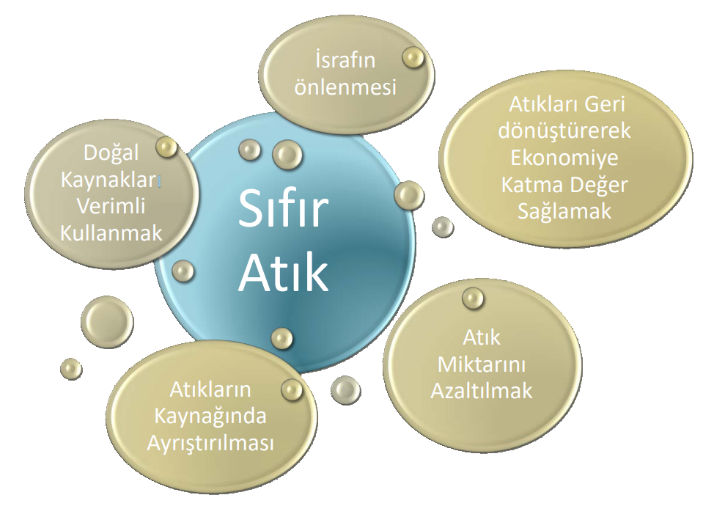 İsrafın
önlenmesi
Atıkları Geri
dönüştürerek
Ekonomiye
Katma Değer
Sağlamak
Doğal
Kaynakları
Verimli
Kullanmak
Sıfır
Atık
Atık
Miktarını
Azaltılmak
Atıkların
Kaynağında
Ayrıştırılması